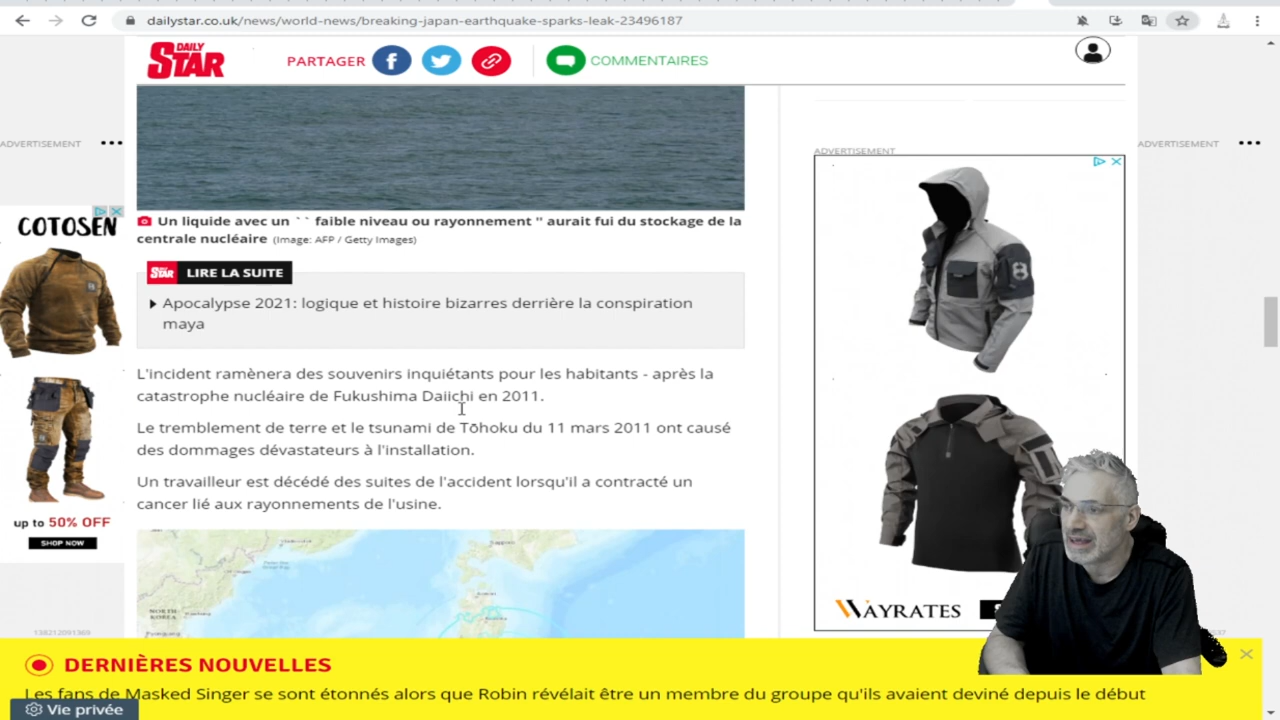 dailystar.co.uk/news/world-news/breaking-japan-earthquake-sparks-leak-23496187
DAILY
STAR
PARTAGER
COMMENTAIRES
ADVERTISEMENT
ADVERTISEMENT
ADVERTISEMENT
COTOSEN
up to 50% OFF
SHOP NOW
Un liquide avec un ` ` faible niveau ou rayonnement '' aurait fui du stockage de la
centrale nucléaire (Image: AFP / Getty Images)
STAR LIRE LA SUITE
Apocalypse 2021: logique et histoire bizarres derrière la conspiration
maya
L'incident ramènera des souvenirs inquiétants pour les habitants - après la
catastrophe nucléaire de Fukushima Daiichi en 2011.
Le tremblement de terre et le tsunami de Tōhoku du 11 mars 2011 ont causé
des dommages dévastateurs à l'installation.
Un travailleur est décédé des suites de l'accident lorsqu'il a contracté un
cancer lié aux rayonnements de l'usine.
NORTH
KOREA
WAYRATES
138212091369
DERNIÈRES NOUVELLES
Les fans de Masked Singer se sont étonnés alors que Robin révélait être un membre du groupe qu'ils avaient deviné depuis le début
Vie privée